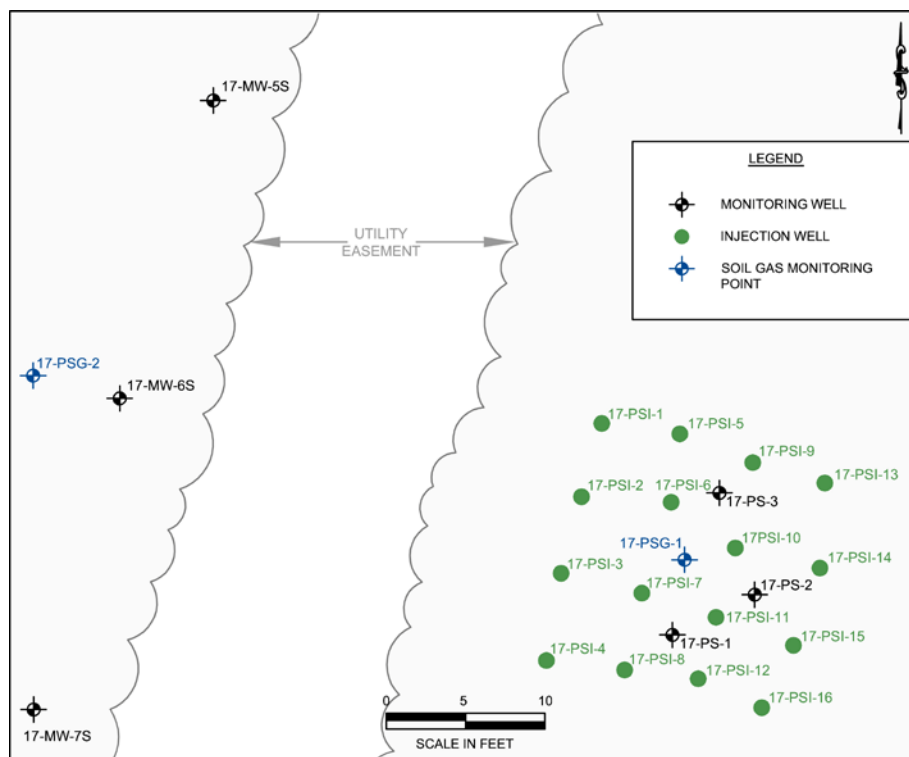 17-MW-5S
LEGEND
MONITORING WELL
INJECTION WELL
SOIL GAS MONITORING
POINT
UTILITY
EASEMENT
17-PSG-2
17-MW-6S
17-PSI-1
17-PSI-5
17-PSI-9
17-PSI-13
17-PSI-2
17-PSI-6
17-PS-3
17-PSG-1
17PSI-10
17-PSI-14
17-PSI-3
17-PSI-7
17-PS-2
17-PSI-11
17-PS-1
17-PSI-15
17-PSI-4
17-PSI-8
17-PSI-12
17-PSI-16
0 5 10
SCALE IN FEET
17-MW-7S